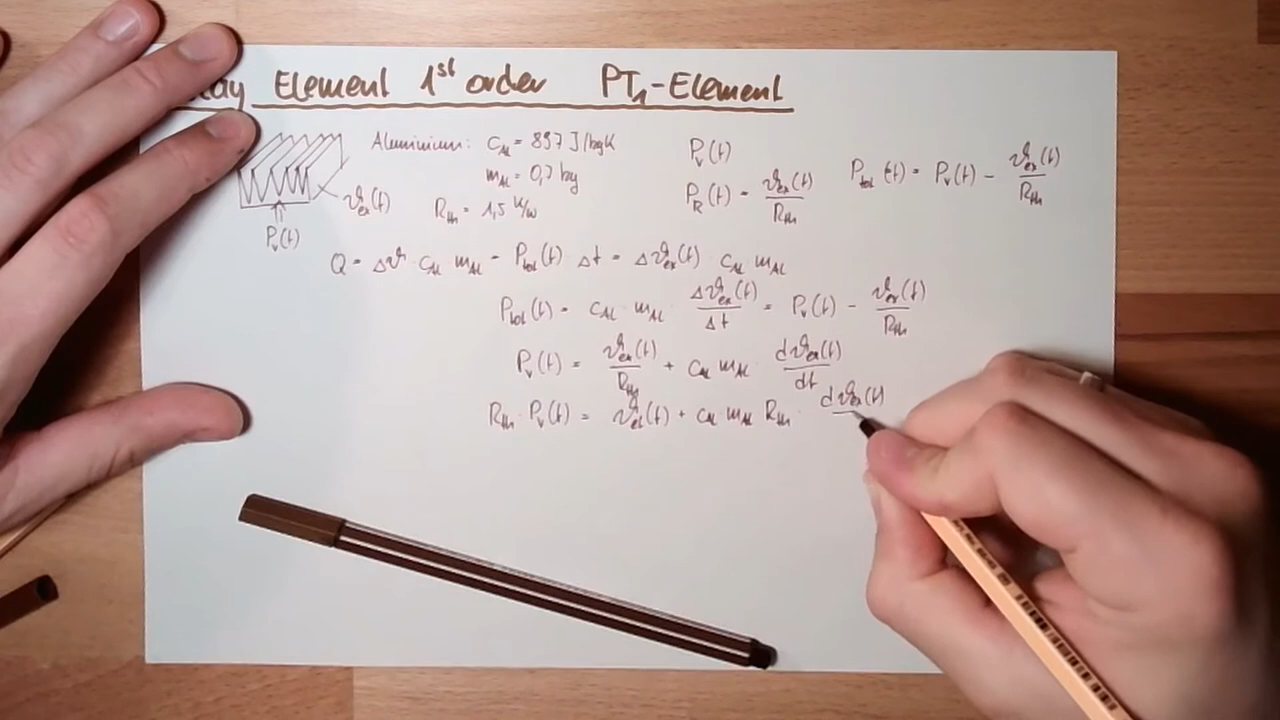 lay Element 1st order PT1-Element
Aluminium: cAL = 897 J/kgK
mAL = 0,7 kg
Rth = 1,5 K/W
ϑex(t)
Pv(t)
Pv(t)
PR(t) = ϑex(t)/Rth
Ptot(t) = Pv(t) - ϑex(t)/Rth
Q = Δϑ · cAL mAL = Ptot(t) Δt = Δϑex(t) cAL mAL
Ptot(t) = cAL · mAL · Δϑex(t)/Δt = Pv(t) - ϑex(t)/Rth
Pv(t) = ϑex(t)/Rth + cAL mAL · dϑex(t)/dt
Rth · Pv(t) = ϑex(t) + cAL mAL Rth · dϑex(t)